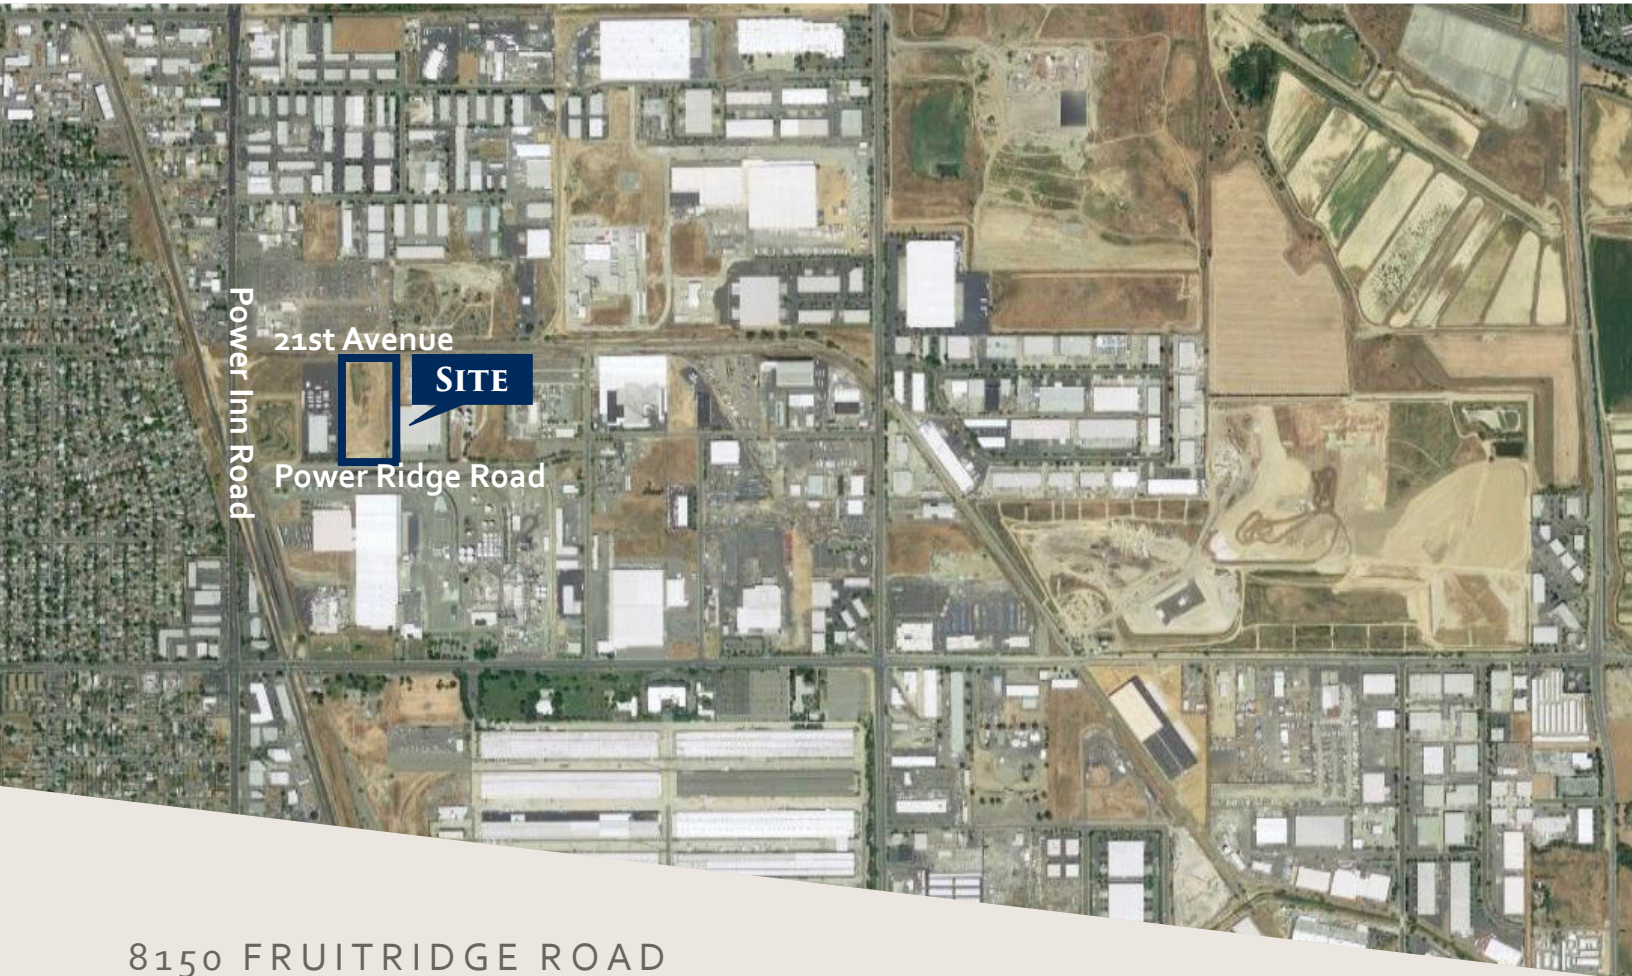 21st Avenue
SITE
Power Inn Road
Power Ridge Road
8150 FRUITRIDGE ROAD